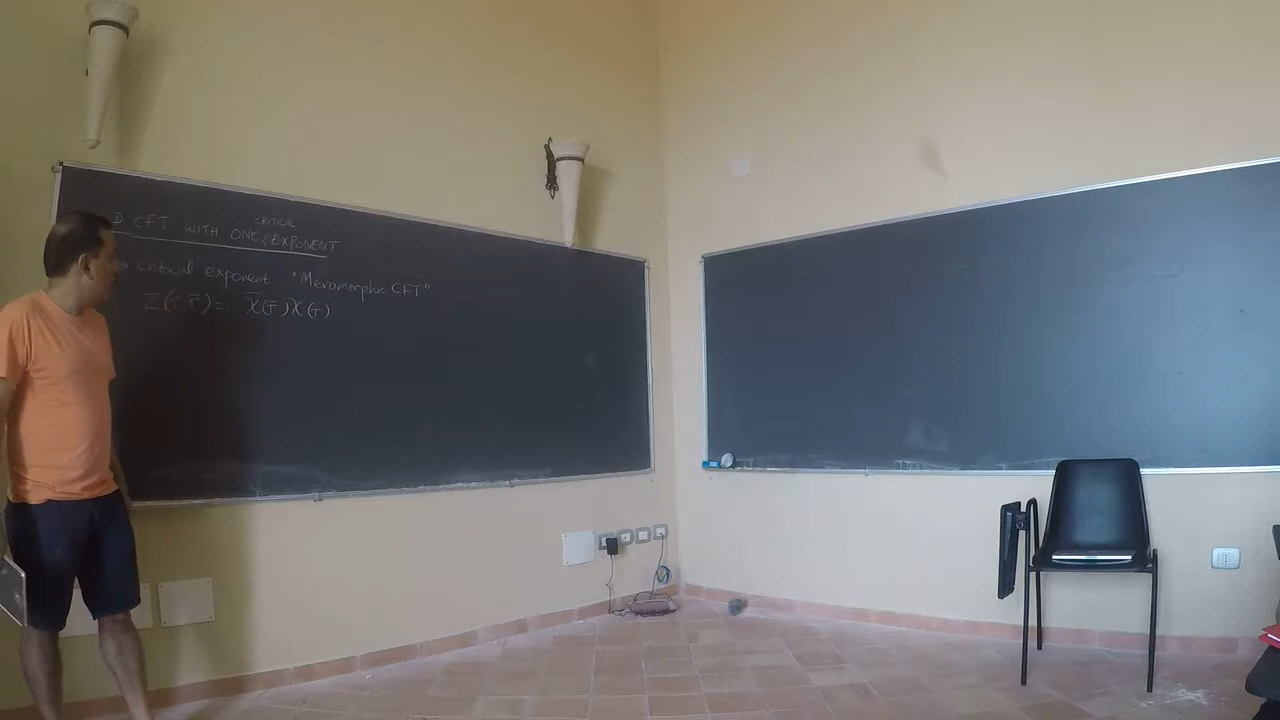 D CFT WITH ONE CRITICAL EXPONENT
critical exponent "Meromorphic CFT"
Z(τ, τ̄) = χ̄(τ̄) χ(τ)